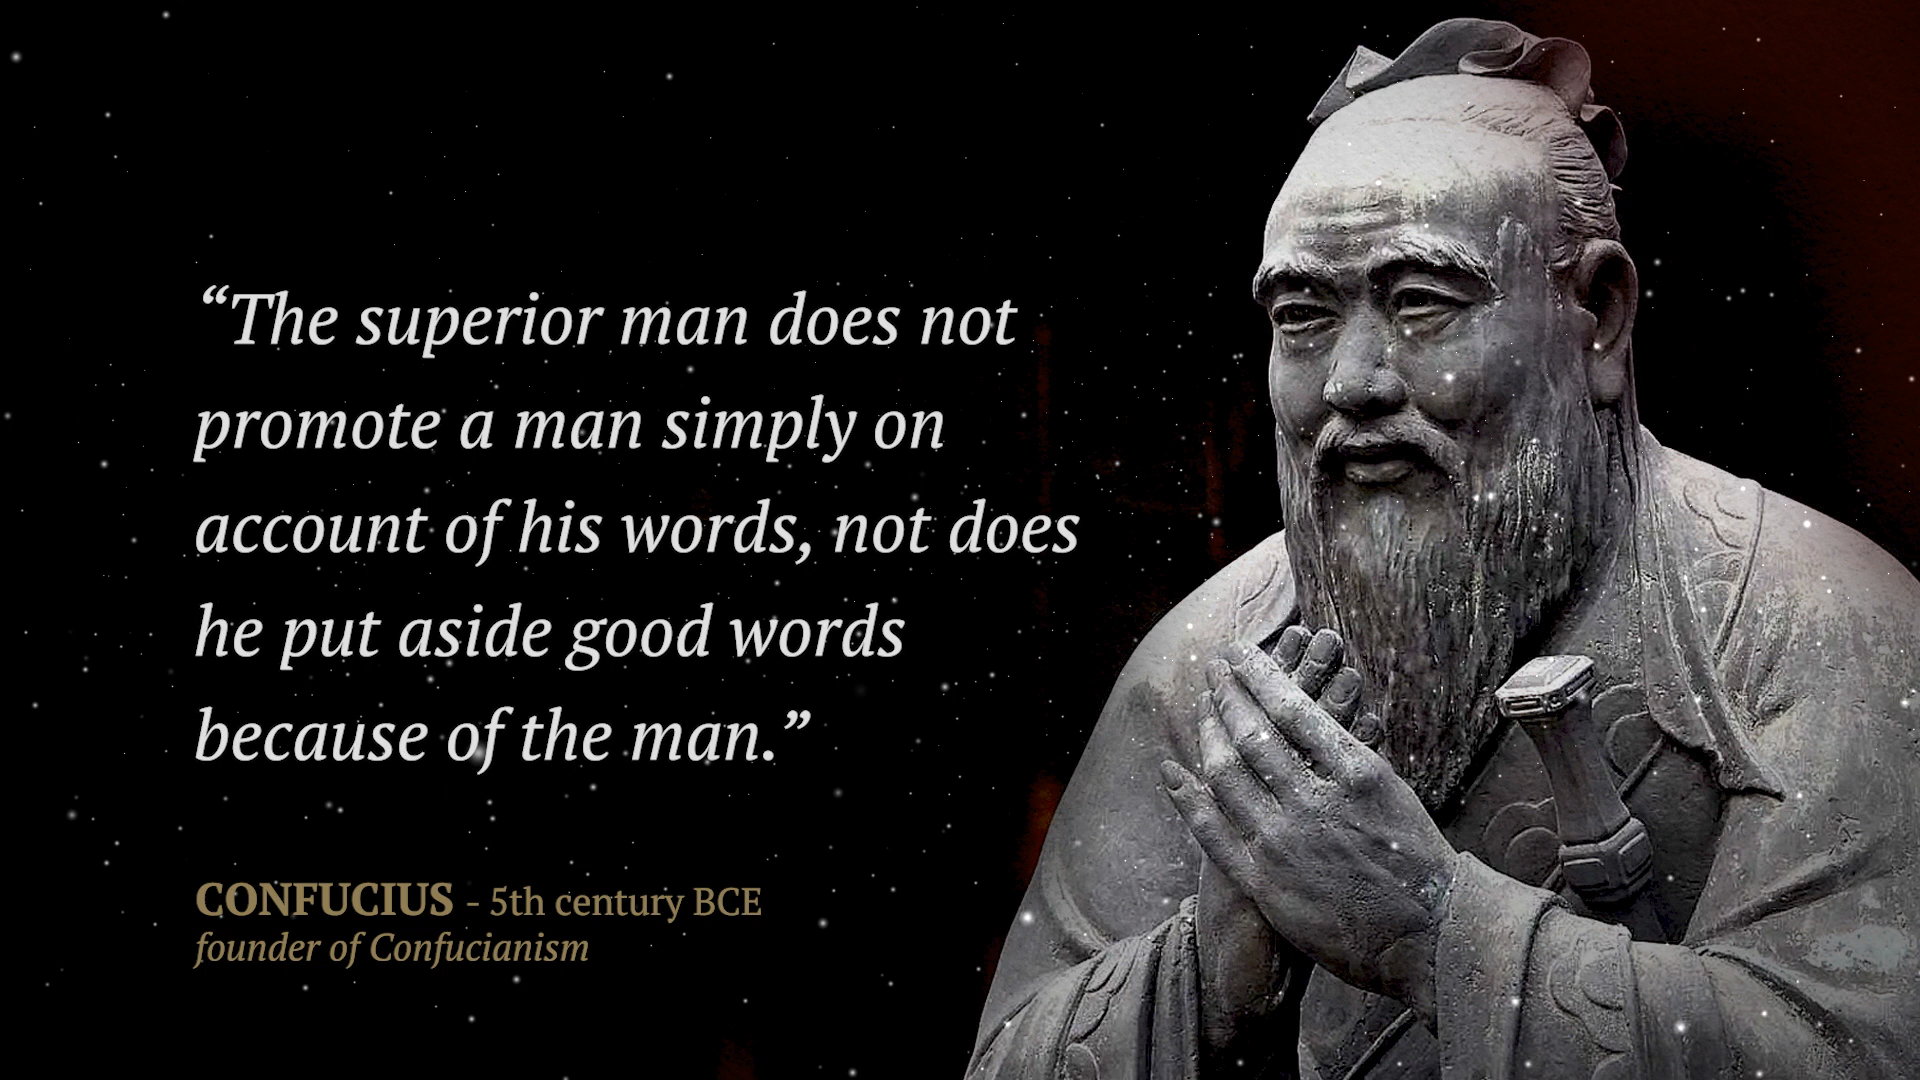 “The superior man does not
promote a man simply on
account of his words, not does
he put aside good words
because of the man.”
CONFUCIUS - 5th century BCE
founder of Confucianism